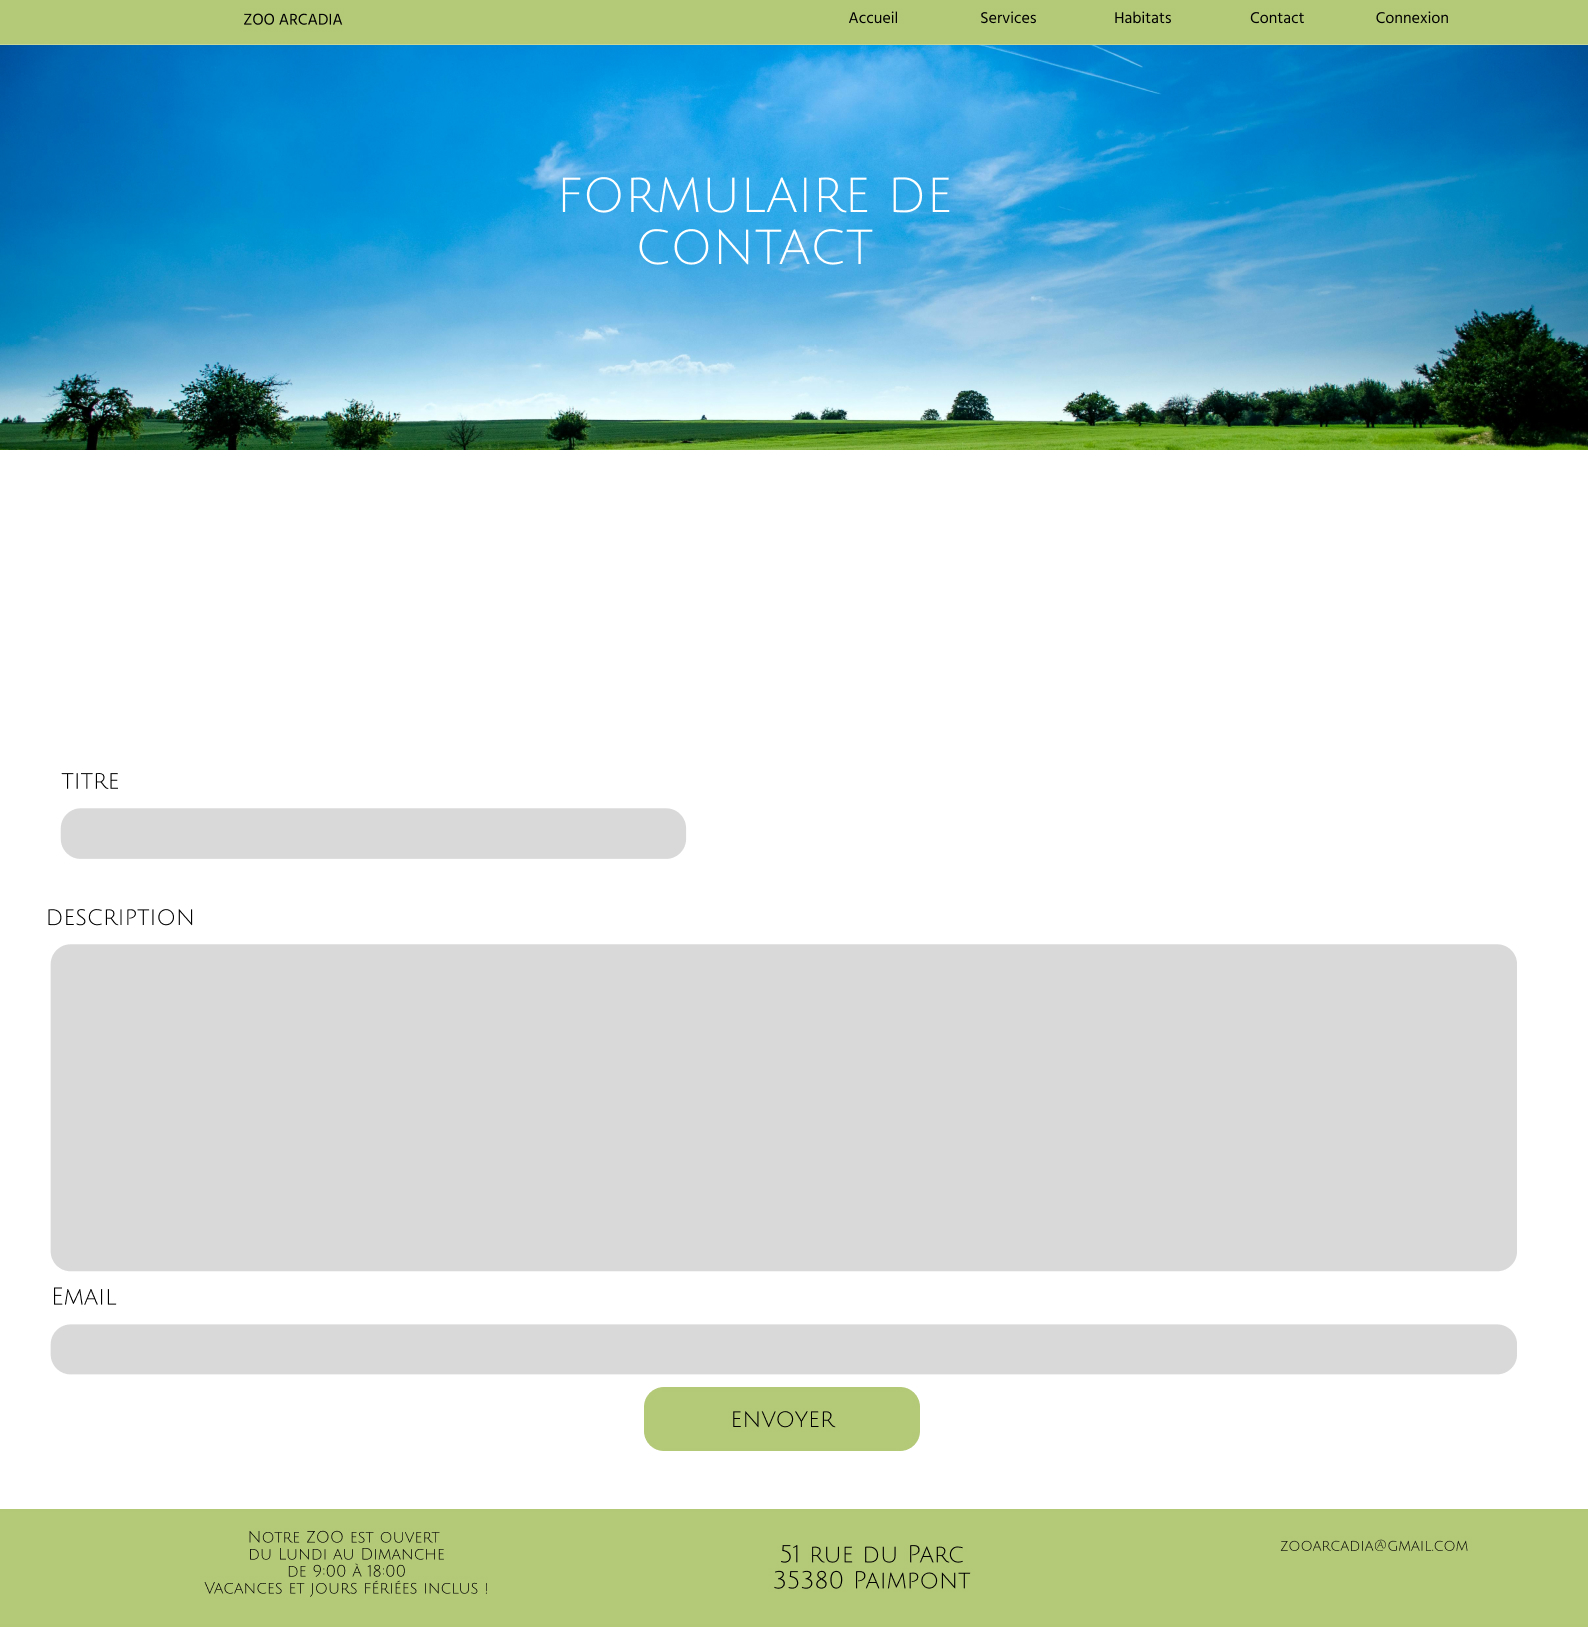 ZOO ARCADIA
Accueil
Services
Habitats
Contact
Connexion
FORMULAIRE DE
CONTACT
TITRE
DESCRIPTION
Email
ENVOYER
Notre ZOO est ouvert
du Lundi au Dimanche
de 9:00 à 18:00
Vacances et jours fériées inclus !
51 rue du Parc
35380 Paimpont
zooarcadia@gmail.com